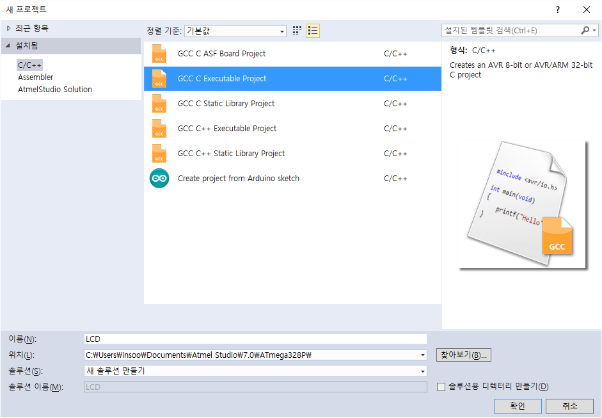 새 프로젝트
? ×
▷ 최근 항목
◢ 설치됨
C/C++
Assembler
AtmelStudio Solution
정렬 기준: 기본값
설치된 템플릿 검색(Ctrl+E)
GCC C ASF Board Project C/C++
GCC C Executable Project C/C++
GCC C Static Library Project C/C++
GCC C++ Executable Project C/C++
GCC C++ Static Library Project C/C++
Create project from Arduino sketch C/C++
형식: C/C++
Creates an AVR 8-bit or AVR/ARM 32-bit
C project
#include <avr/io.h>
int main(void)
{
printf("Hello"
}
GCC
이름(N): LCD
위치(L): C:₩Users₩insoo₩Documents₩Atmel Studio₩7.0₩ATmega328P₩
찾아보기(B)...
솔루션(S): 새 솔루션 만들기
솔루션 이름(M): LCD
솔루션용 디렉터리 만들기(D)
확인 취소